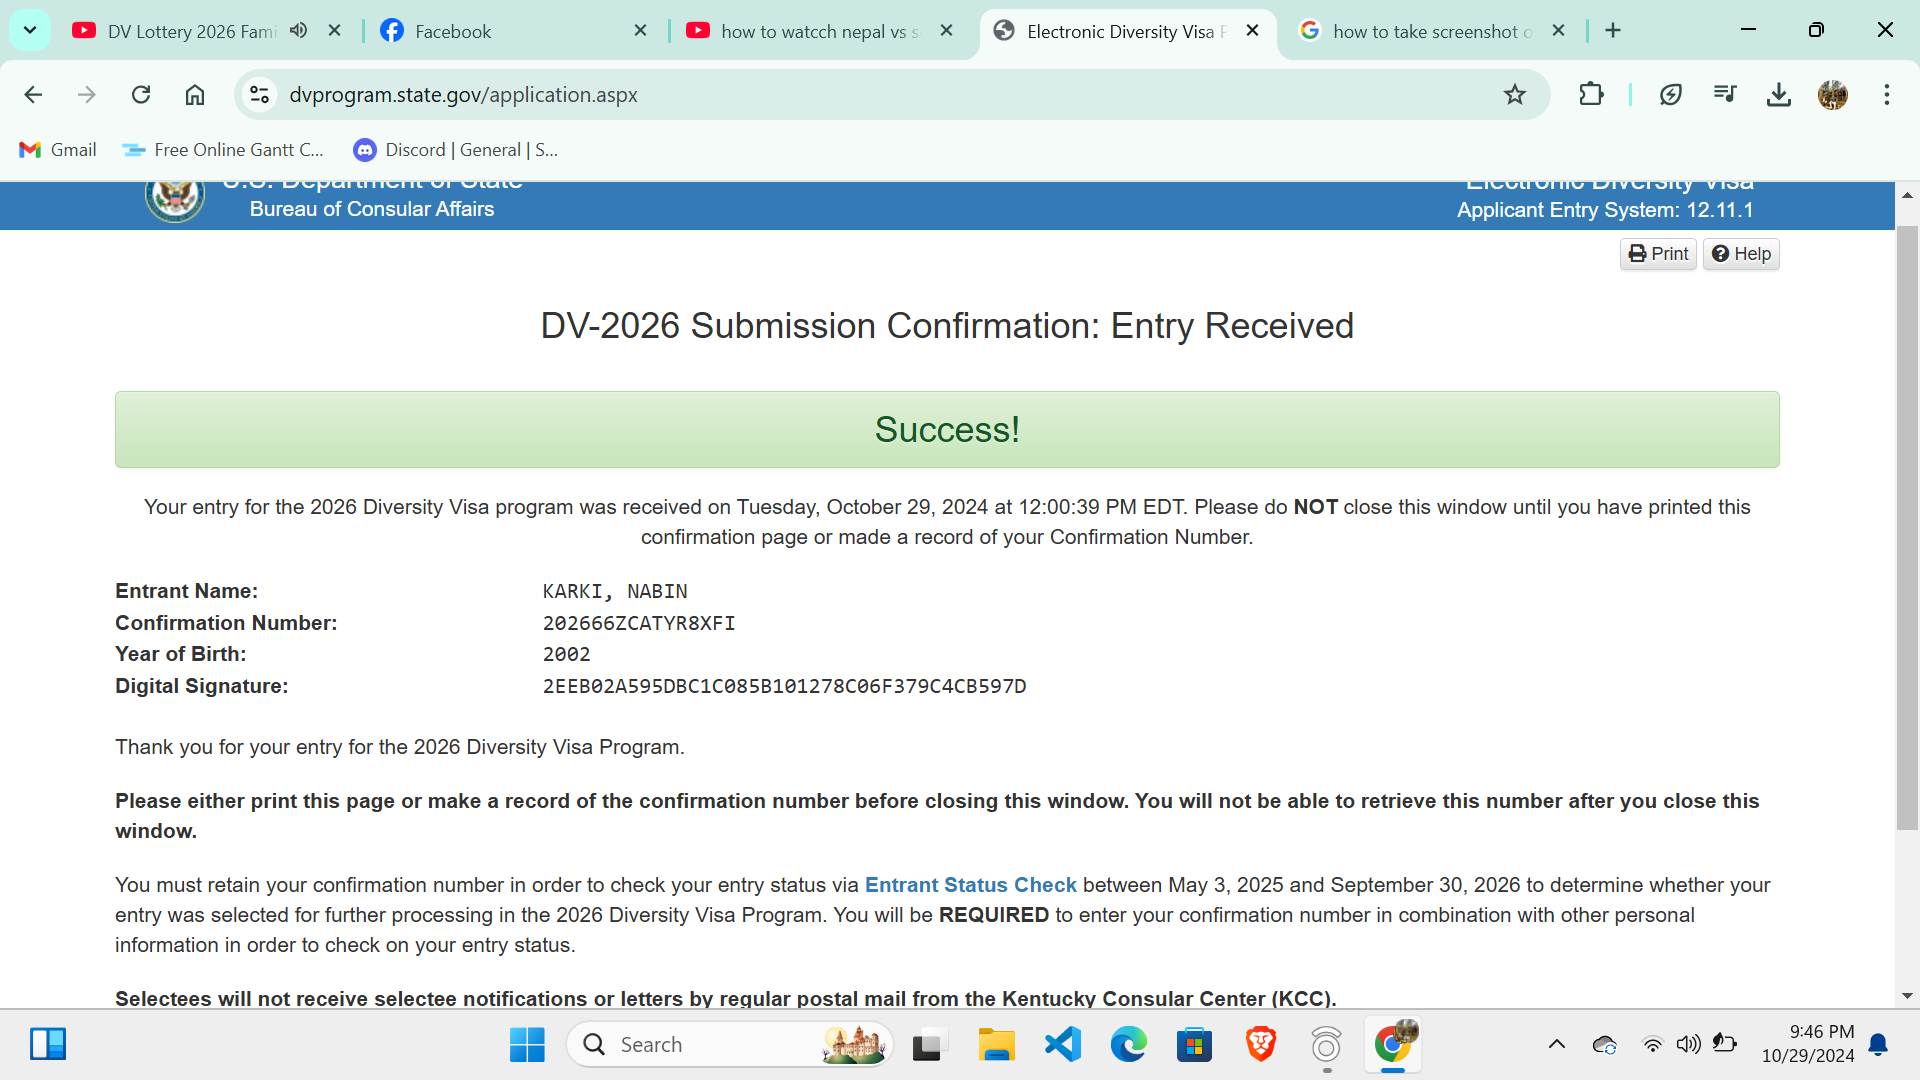 DV Lottery 2026 Fami
Facebook
how to watcch nepal vs s
Electronic Diversity Visa P
how to take screenshot o
dvprogram.state.gov/application.aspx
Gmail
Free Online Gantt C...
Discord | General | S...
U.S. Department of State
Electronic Diversity Visa
Bureau of Consular Affairs
Applicant Entry System: 12.11.1
Print
Help
DV-2026 Submission Confirmation: Entry Received
Success!
Your entry for the 2026 Diversity Visa program was received on Tuesday, October 29, 2024 at 12:00:39 PM EDT. Please do NOT close this window until you have printed this
confirmation page or made a record of your Confirmation Number.
Entrant Name: KARKI, NABIN
Confirmation Number: 202666ZCATYR8XFI
Year of Birth: 2002
Digital Signature: 2EEB02A595DBC1C085B101278C06F379C4CB597D
Thank you for your entry for the 2026 Diversity Visa Program.
Please either print this page or make a record of the confirmation number before closing this window. You will not be able to retrieve this number after you close this
window.
You must retain your confirmation number in order to check your entry status via Entrant Status Check between May 3, 2025 and September 30, 2026 to determine whether your
entry was selected for further processing in the 2026 Diversity Visa Program. You will be REQUIRED to enter your confirmation number in combination with other personal
information in order to check on your entry status.
Selectees will not receive selectee notifications or letters by regular postal mail from the Kentucky Consular Center (KCC).
Search
9:46 PM
10/29/2024